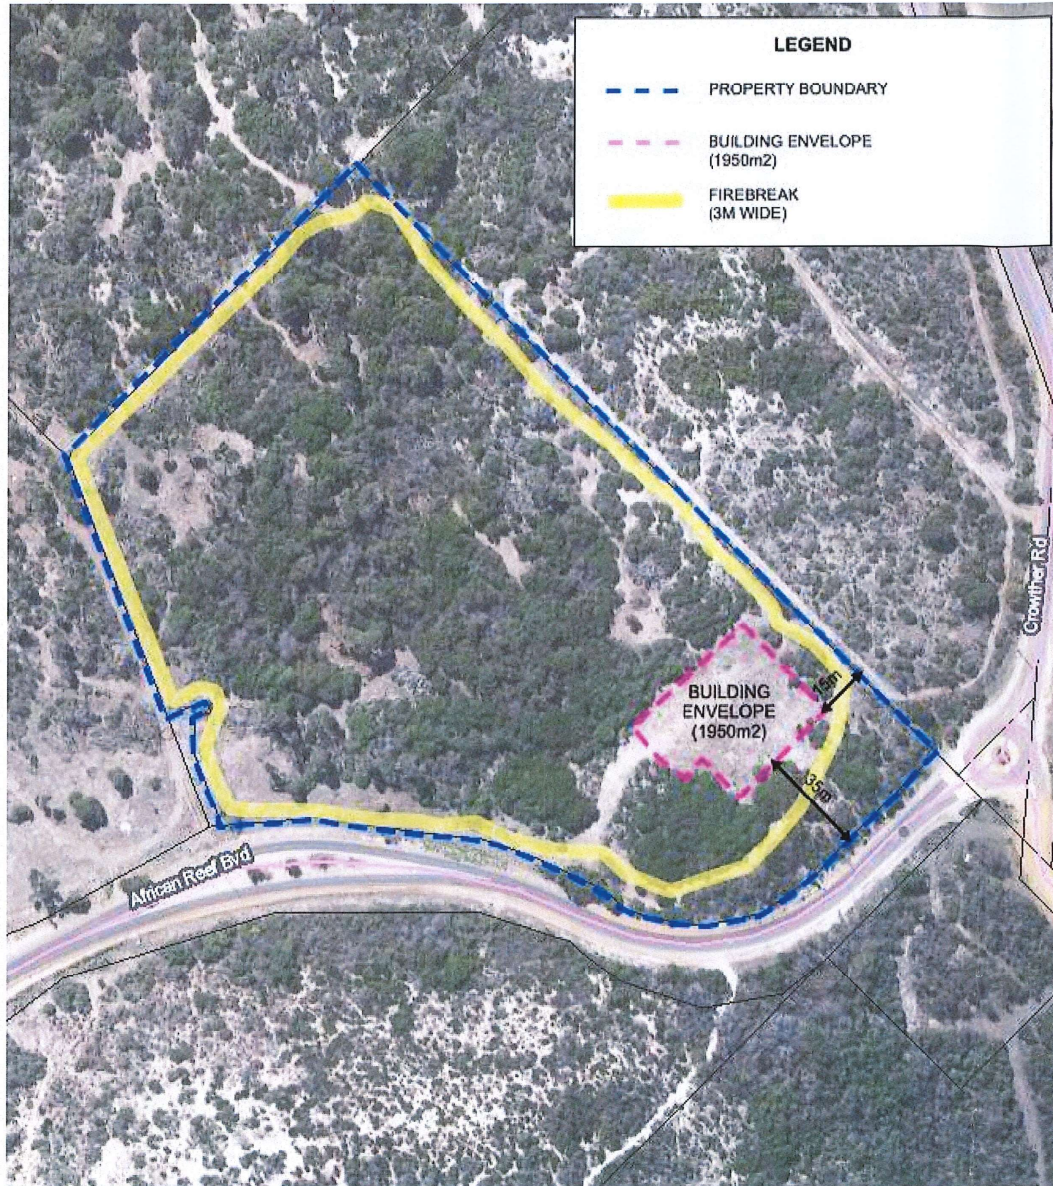 LEGEND
PROPERTY BOUNDARY
BUILDING ENVELOPE
(1950m2)
FIREBREAK
(3M WIDE)
Crowther Rd
15m
BUILDING
ENVELOPE
(1950m2)
35m
African Reef Bvd